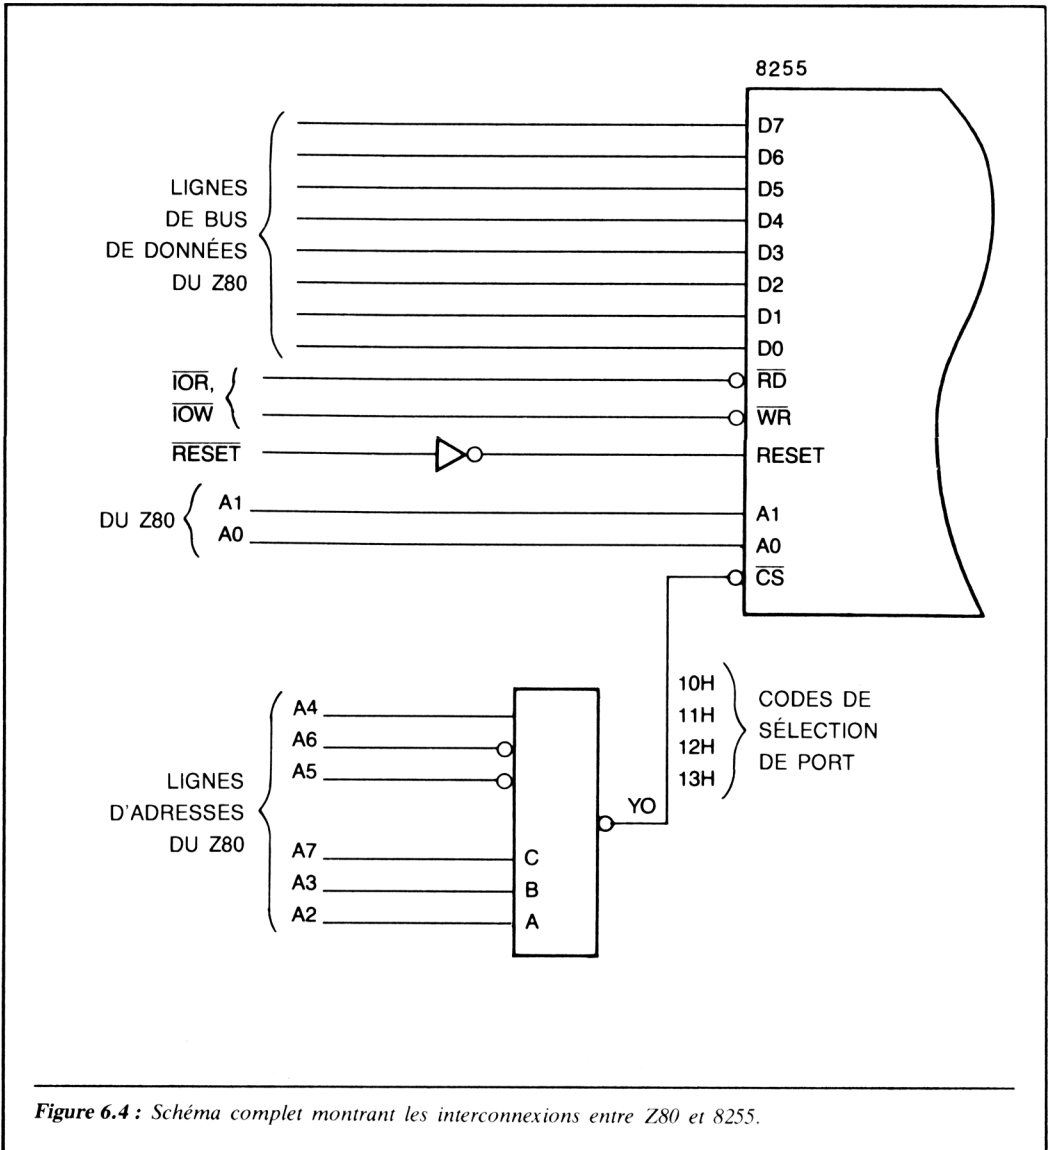 8255
LIGNES
DE BUS
DE DONNÉES
DU Z80
D7
D6
D5
D4
D3
D2
D1
D0
IOR,
IOW
RESET
RD
WR
RESET
DU Z80
A1
A0
A1
A0
CS
10H
11H
12H
13H
CODES DE
SÉLECTION
DE PORT
LIGNES
D'ADRESSES
DU Z80
A4
A6
A5
A7
A3
A2
C
B
A
YO
Figure 6.4 : Schéma complet montrant les interconnexions entre Z80 et 8255.